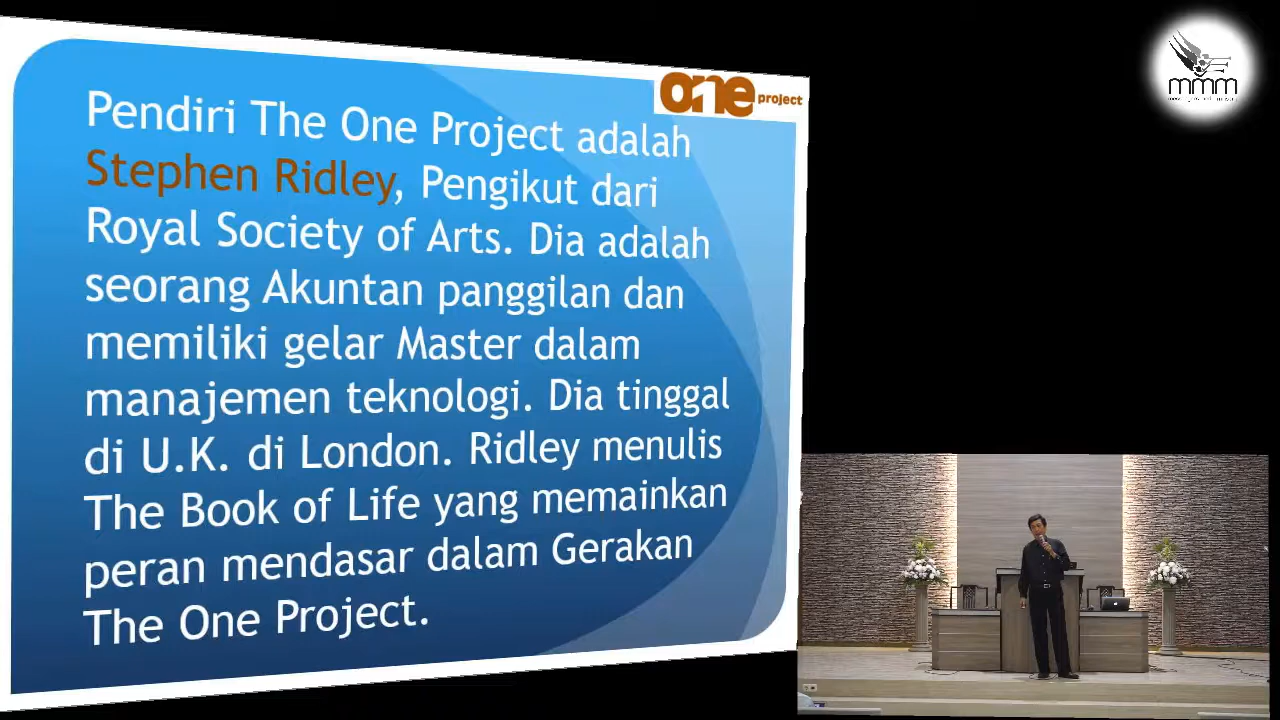 Pendiri The One Project adalah
Stephen Ridley, Pengikut dari
Royal Society of Arts. Dia adalah
seorang Akuntan panggilan dan
memiliki gelar Master dalam
manajemen teknologi. Dia tinggal
di U.K. di London. Ridley menulis
The Book of Life yang memainkan
peran mendasar dalam Gerakan
The One Project.
one project
mmm